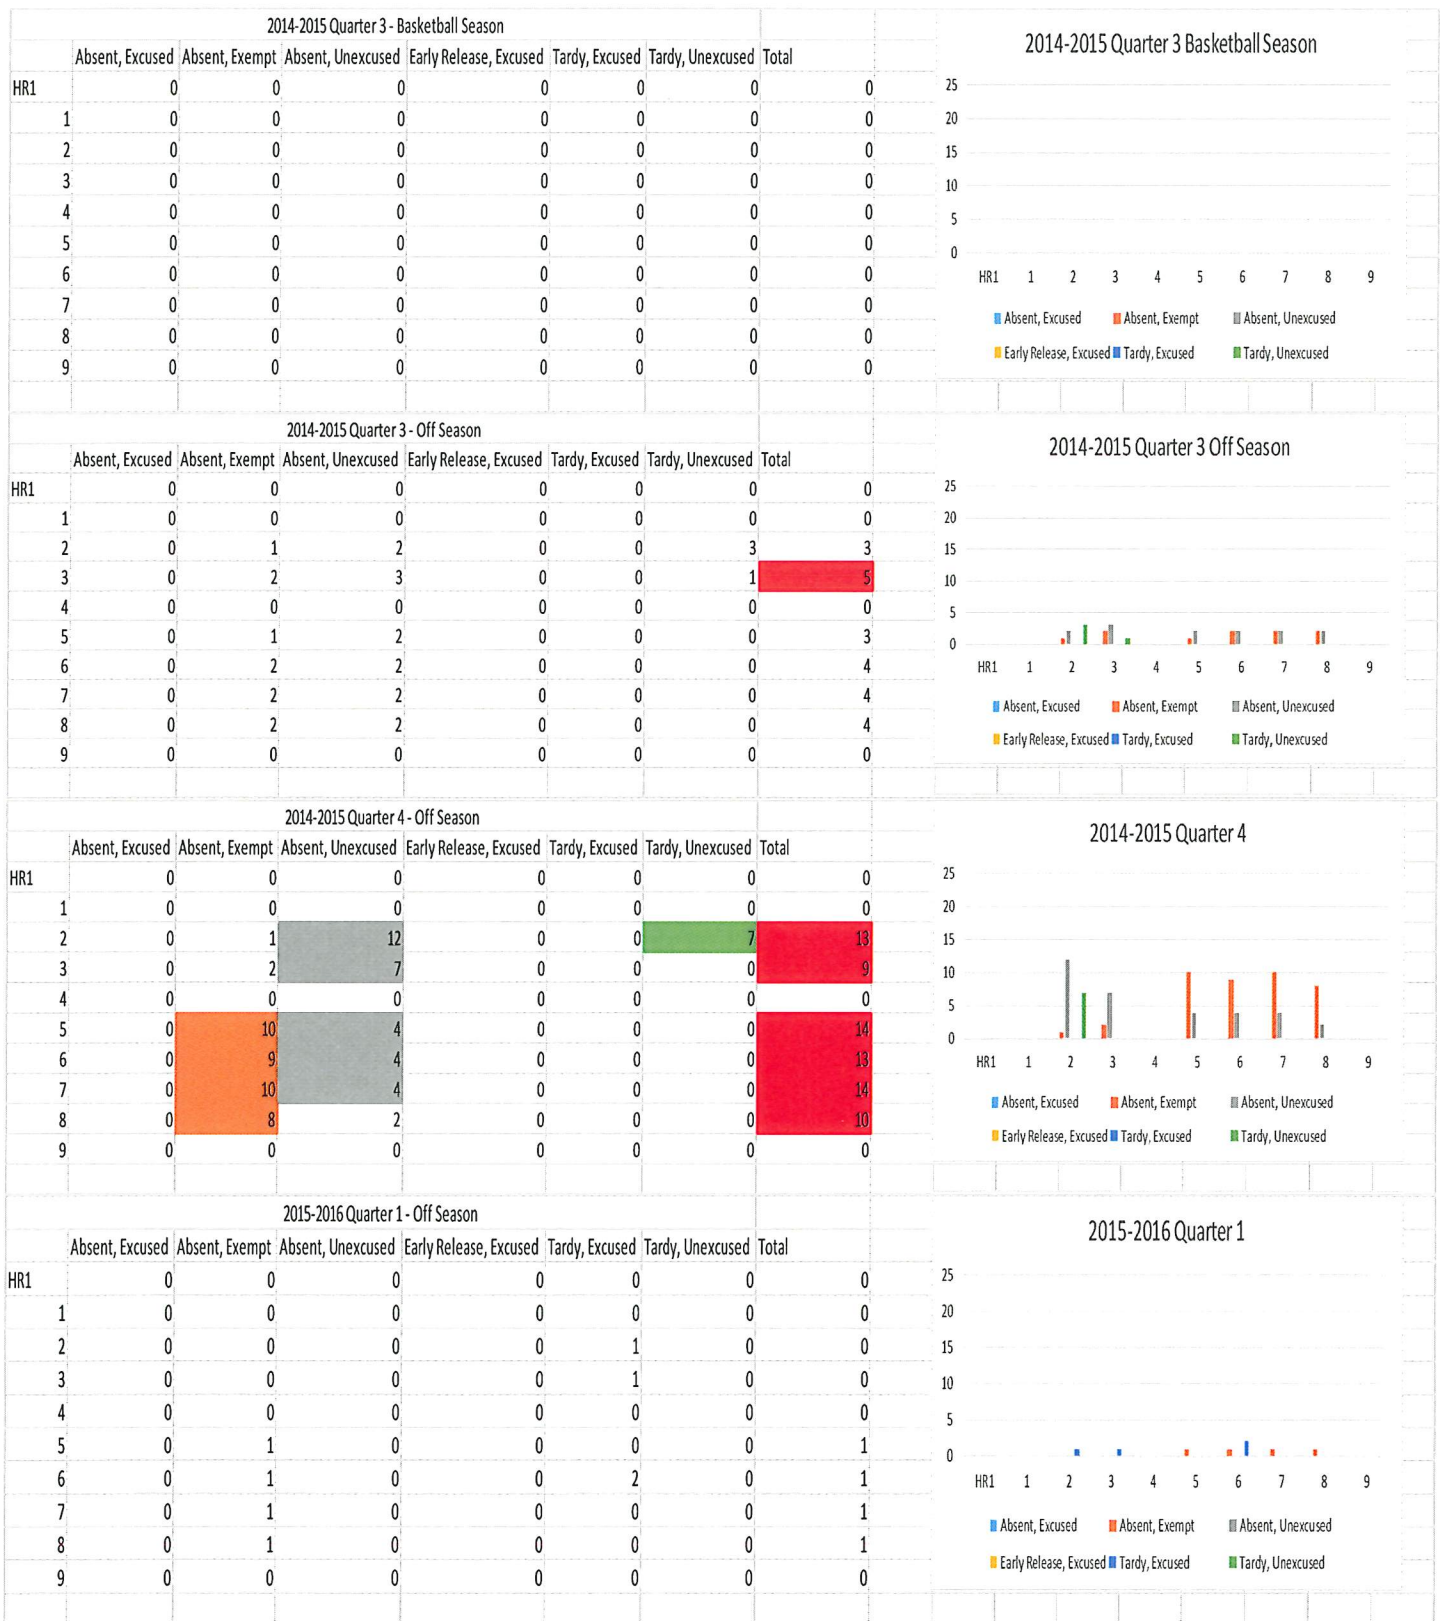 2014-2015 Quarter 3 - Basketball Season
Absent, Excused Absent, Exempt Absent, Unexcused Early Release, Excused Tardy, Excused Tardy, Unexcused Total
HR1 0 0 0 0 0 0 0
1 0 0 0 0 0 0 0
2 0 0 0 0 0 0 0
3 0 0 0 0 0 0 0
4 0 0 0 0 0 0 0
5 0 0 0 0 0 0 0
6 0 0 0 0 0 0 0
7 0 0 0 0 0 0 0
8 0 0 0 0 0 0 0
9 0 0 0 0 0 0 0
2014-2015 Quarter 3 Basketball Season
25
20
15
10
5
0
HR1 1 2 3 4 5 6 7 8 9
Absent, Excused Absent, Exempt Absent, Unexcused
Early Release, Excused Tardy, Excused Tardy, Unexcused
2014-2015 Quarter 3 - Off Season
Absent, Excused Absent, Exempt Absent, Unexcused Early Release, Excused Tardy, Excused Tardy, Unexcused Total
HR1 0 0 0 0 0 0 0
1 0 0 0 0 0 0 0
2 0 1 2 0 0 3 3
3 0 2 3 0 0 1 5
4 0 0 0 0 0 0 0
5 0 1 2 0 0 0 3
6 0 2 2 0 0 0 4
7 0 2 2 0 0 0 4
8 0 2 2 0 0 0 4
9 0 0 0 0 0 0 0
2014-2015 Quarter 3 Off Season
25
20
15
10
5
0
HR1 1 2 3 4 5 6 7 8 9
Absent, Excused Absent, Exempt Absent, Unexcused
Early Release, Excused Tardy, Excused Tardy, Unexcused
2014-2015 Quarter 4 - Off Season
Absent, Excused Absent, Exempt Absent, Unexcused Early Release, Excused Tardy, Excused Tardy, Unexcused Total
HR1 0 0 0 0 0 0 0
1 0 0 0 0 0 0 0
2 0 1 12 0 0 7 13
3 0 2 7 0 0 0 9
4 0 0 0 0 0 0 0
5 0 10 4 0 0 0 14
6 0 9 4 0 0 0 13
7 0 10 4 0 0 0 14
8 0 8 2 0 0 0 10
9 0 0 0 0 0 0 0
2014-2015 Quarter 4
25
20
15
10
5
0
HR1 1 2 3 4 5 6 7 8 9
Absent, Excused Absent, Exempt Absent, Unexcused
Early Release, Excused Tardy, Excused Tardy, Unexcused
2015-2016 Quarter 1 - Off Season
Absent, Excused Absent, Exempt Absent, Unexcused Early Release, Excused Tardy, Excused Tardy, Unexcused Total
HR1 0 0 0 0 0 0 0
1 0 0 0 0 0 0 0
2 0 0 0 0 1 0 0
3 0 0 0 0 1 0 0
4 0 0 0 0 0 0 0
5 0 1 0 0 0 0 1
6 0 1 0 0 2 0 1
7 0 1 0 0 0 0 1
8 0 1 0 0 0 0 1
9 0 0 0 0 0 0 0
2015-2016 Quarter 1
25
20
15
10
5
0
HR1 1 2 3 4 5 6 7 8 9
Absent, Excused Absent, Exempt Absent, Unexcused
Early Release, Excused Tardy, Excused Tardy, Unexcused